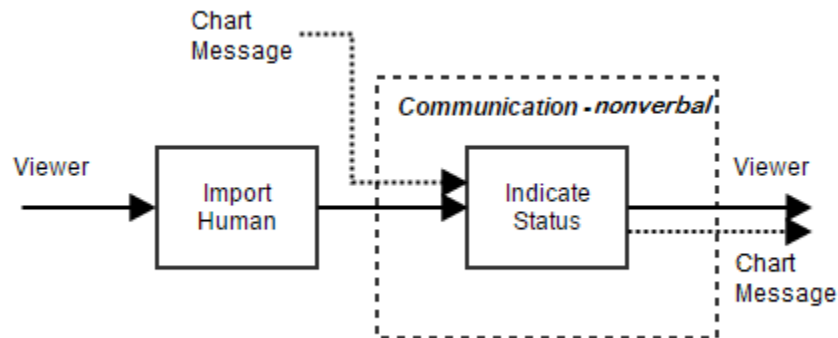 Chart
Message
Communication - nonverbal
Viewer
Import
Human
Indicate
Status
Viewer
Chart
Message